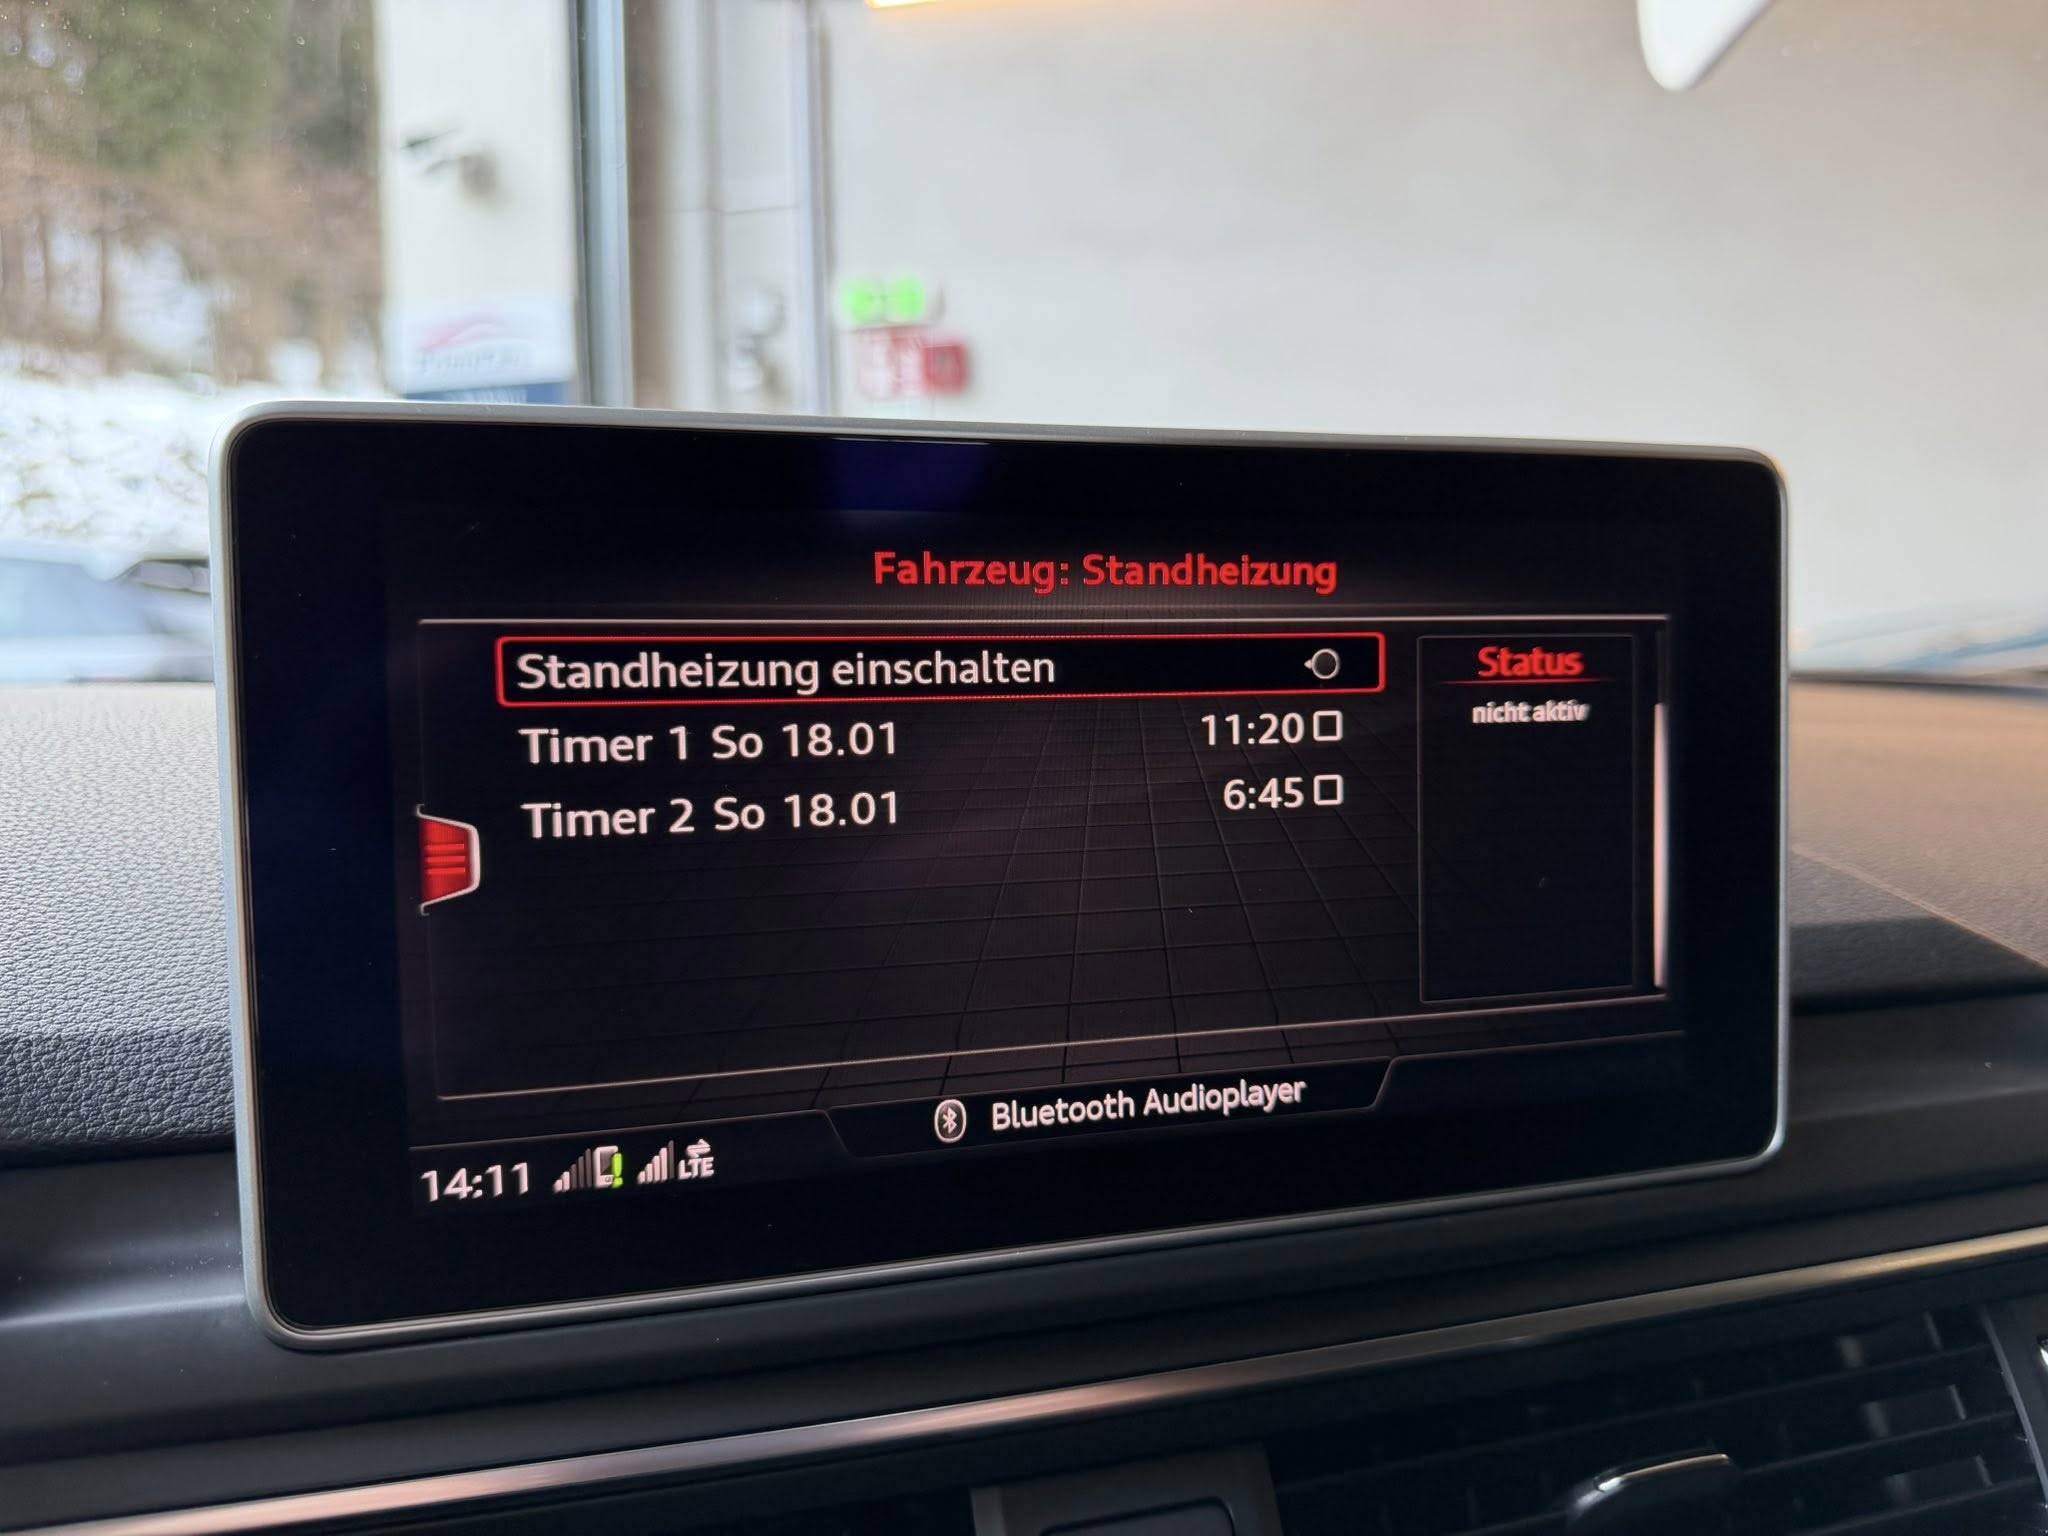 Fahrzeug: Standheizung
Standheizung einschalten
Timer 1 So 18.01 11:20
Timer 2 So 18.01 6:45
Status
nicht aktiv
Bluetooth Audioplayer
14:11 LTE